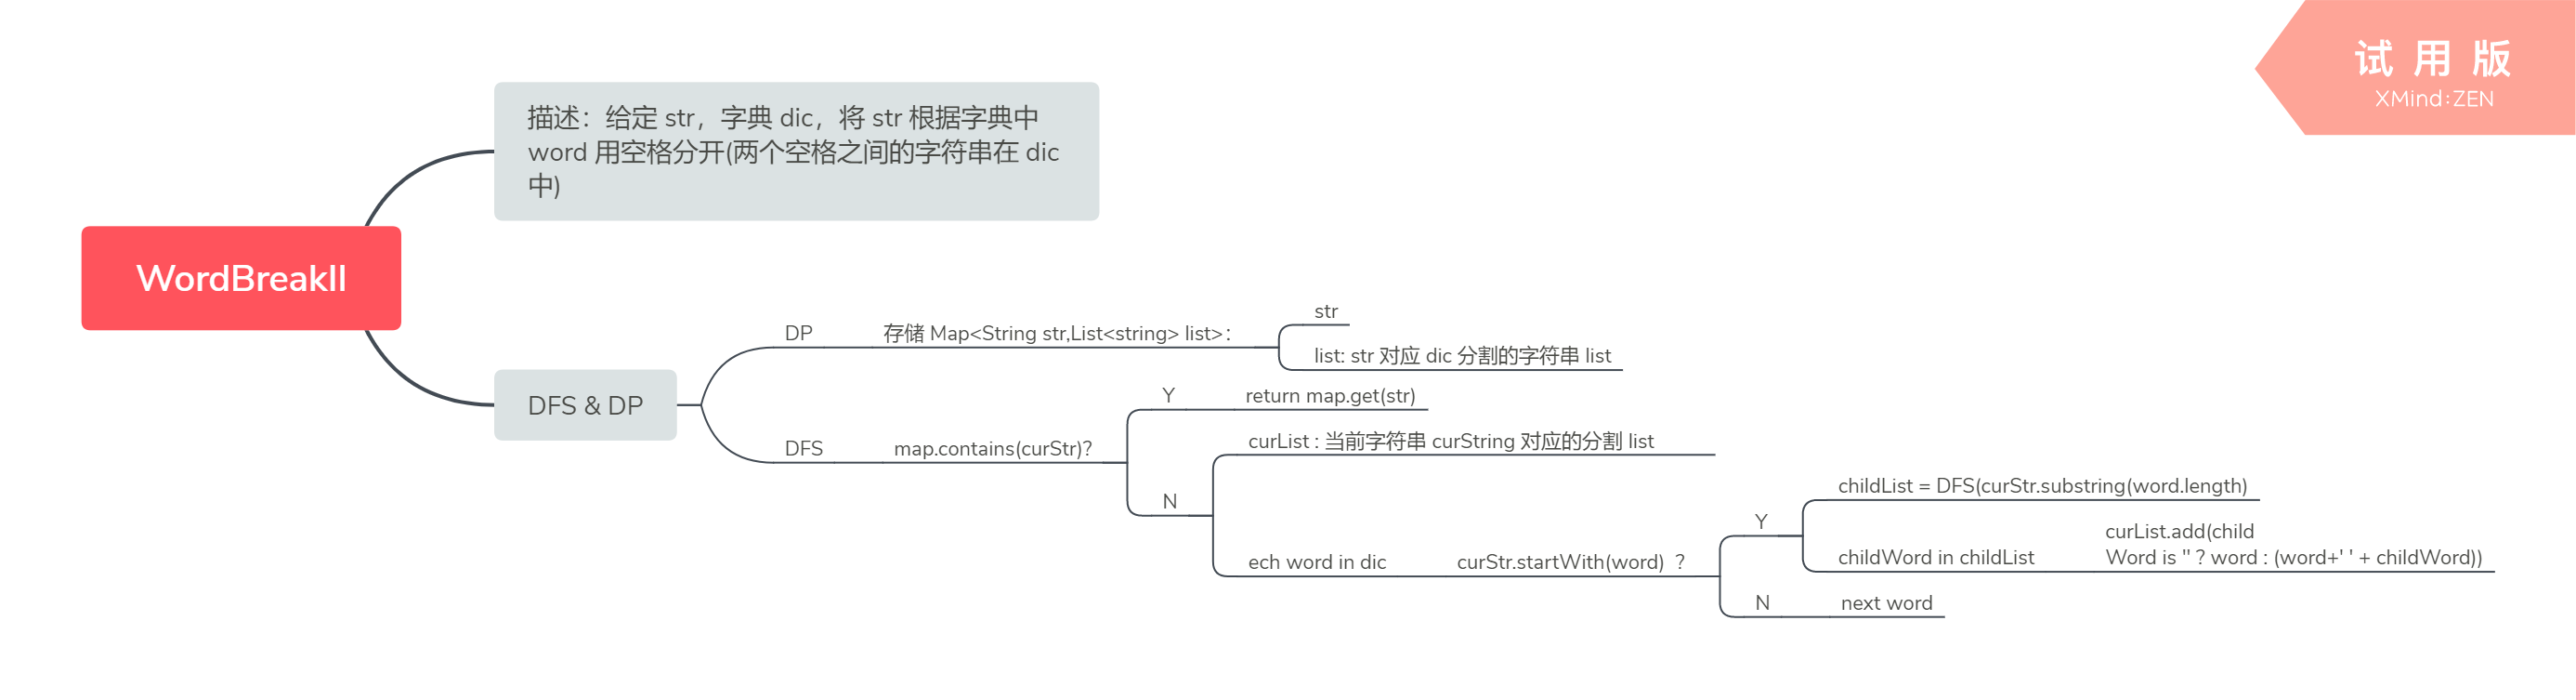 试用版
XMind:ZEN
描述：给定 str，字典 dic，将 str 根据字典中
word 用空格分开(两个空格之间的字符串在 dic
中)
WordBreakII
DFS & DP
DP
存储 Map<String str,List<string> list>：
str
list: str 对应 dic 分割的字符串 list
DFS
map.contains(curStr)?
Y
return map.get(str)
N
curList : 当前字符串 curString 对应的分割 list
ech word in dic
curStr.startWith(word) ？
Y
childList = DFS(curStr.substring(word.length)
childWord in childList
curList.add(child
Word is '' ? word : (word+' ' + childWord))
N
next word